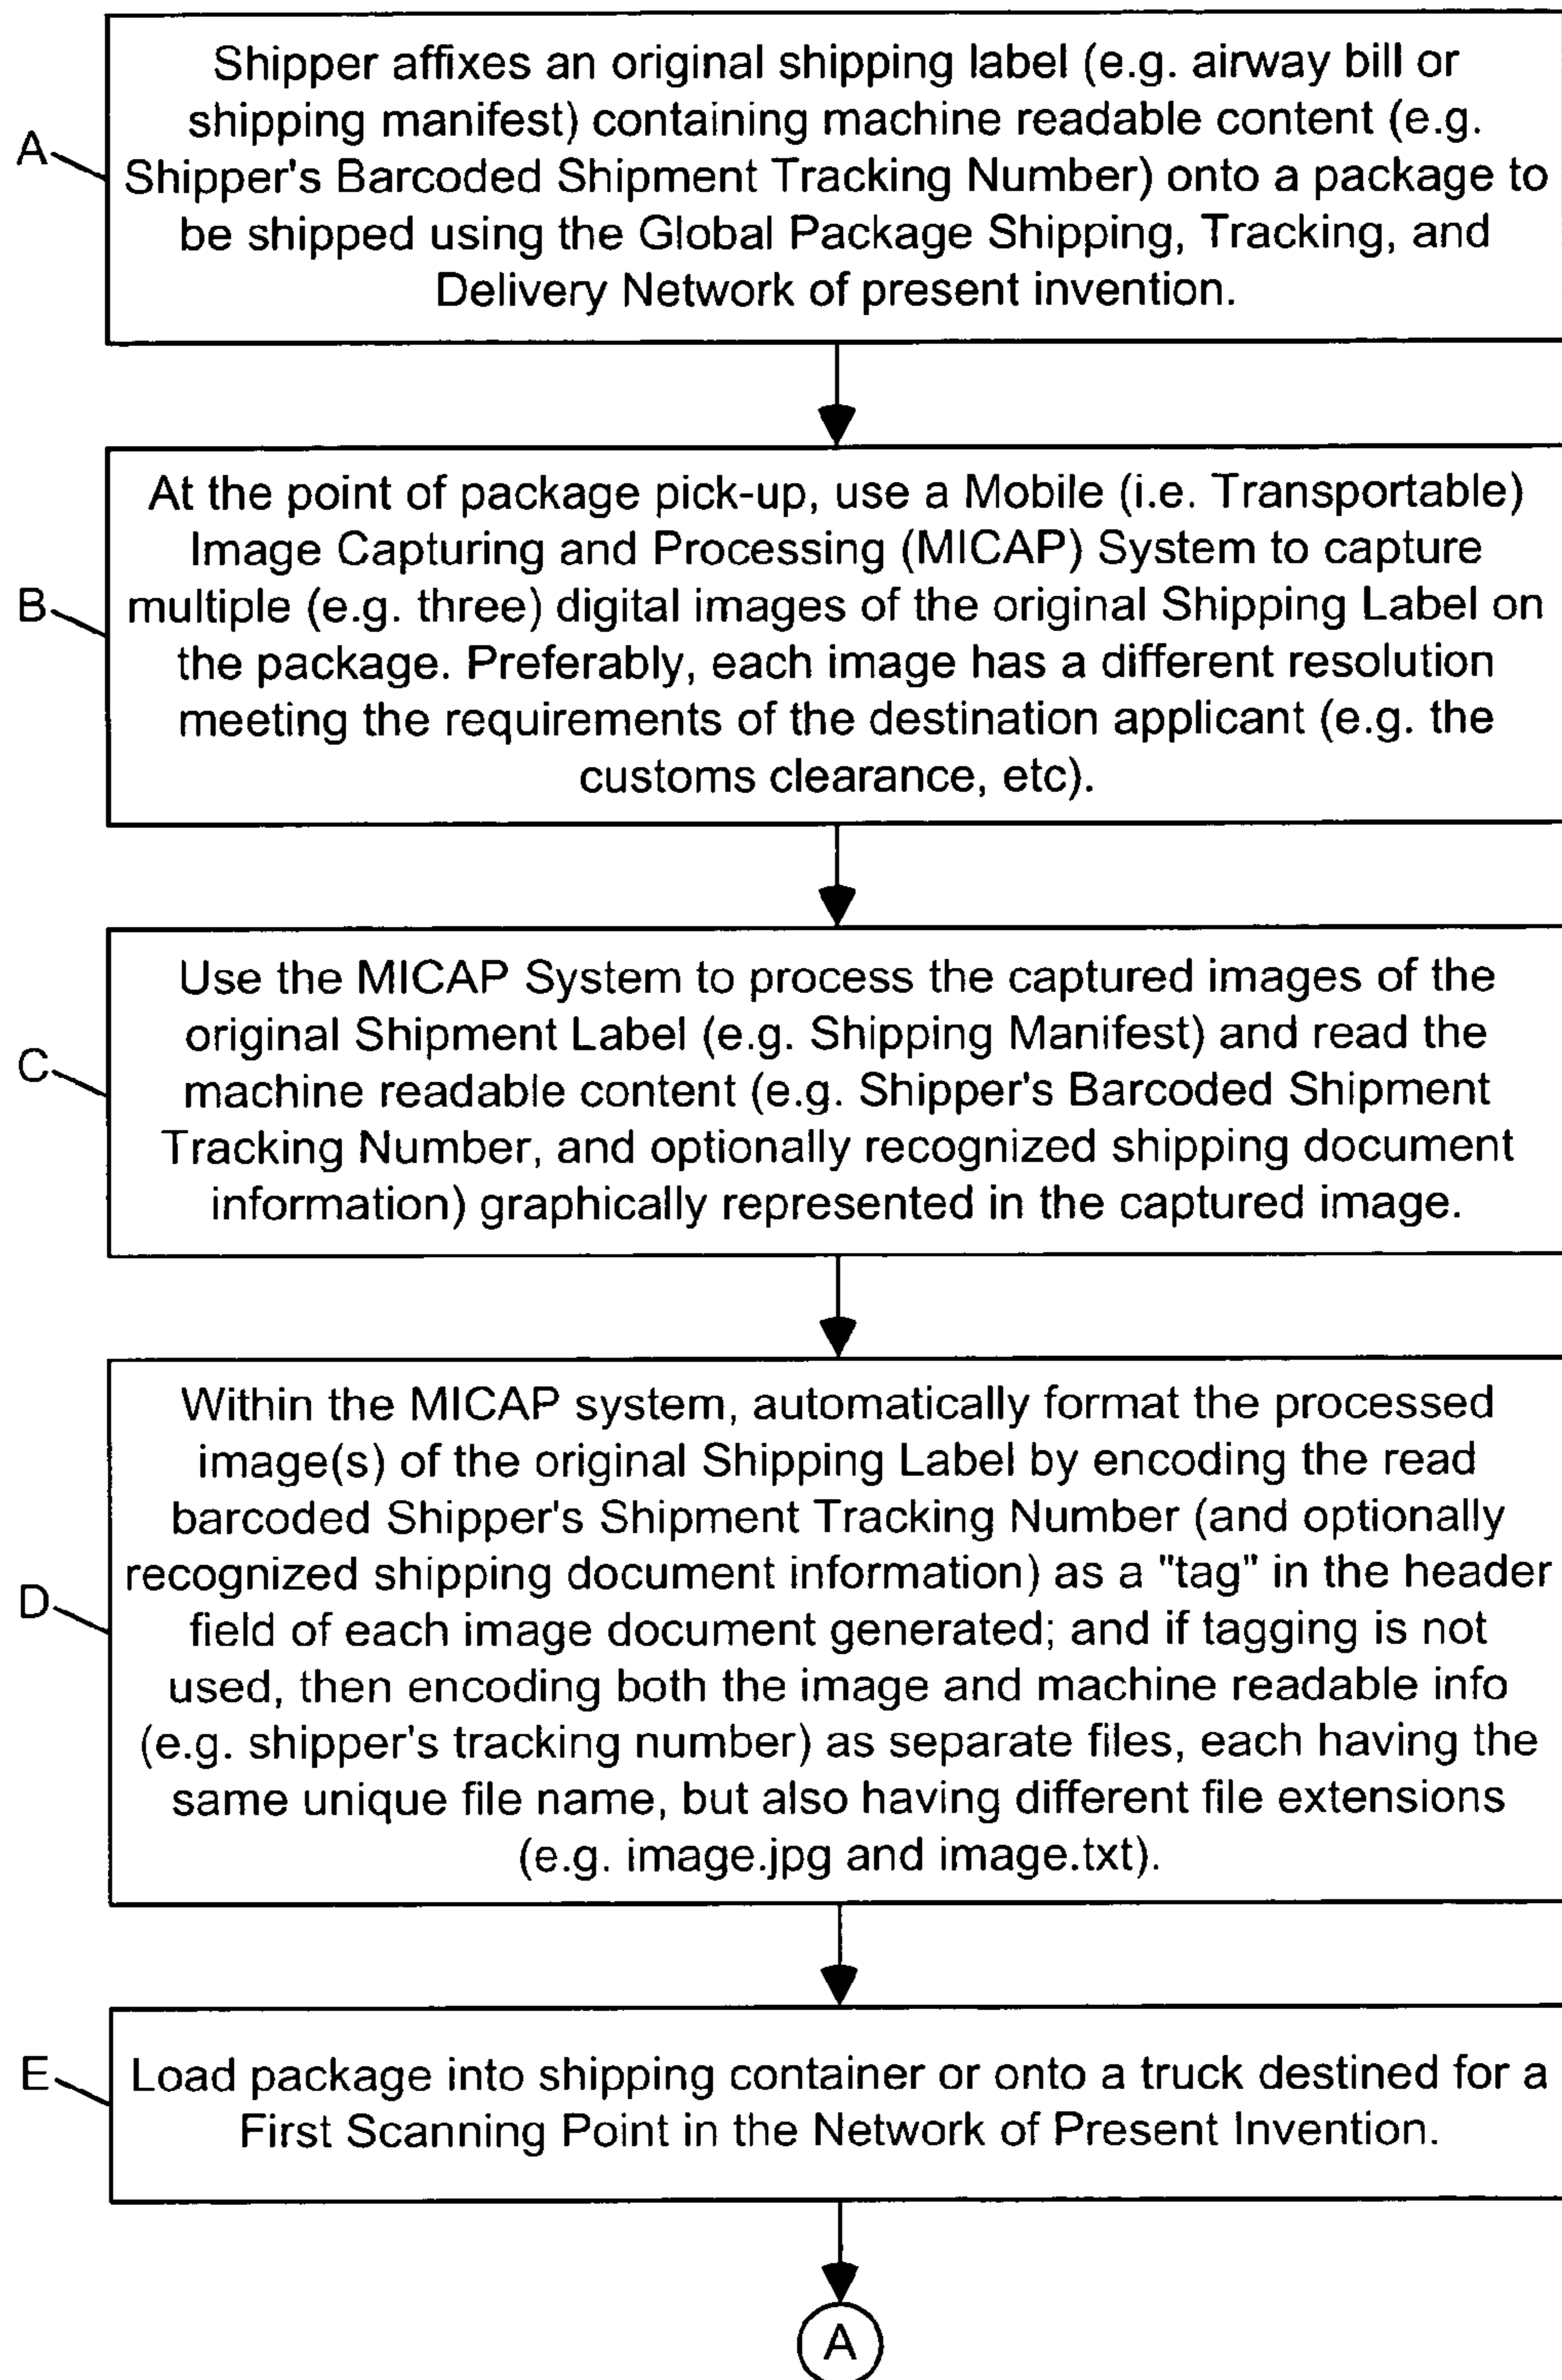 Shipper affixes an original shipping label (e.g. airway bill or
shipping manifest) containing machine readable content (e.g.
A
Shipper's Barcoded Shipment Tracking Number) onto a package to
be shipped using the Global Package Shipping, Tracking, and
Delivery Network of present invention.
At the point of package pick-up, use a Mobile (i.e. Transportable)
Image Capturing and Processing (MICAP) System to capture
B
multiple (e.g. three) digital images of the original Shipping Label on
the package. Preferably, each image has a different resolution
meeting the requirements of the destination applicant (e.g. the
customs clearance, etc).
Use the MICAP System to process the captured images of the
original Shipment Label (e.g. Shipping Manifest) and read the
C
machine readable content (e.g. Shipper's Barcoded Shipment
Tracking Number, and optionally recognized shipping document
information) graphically represented in the captured image.
Within the MICAP system, automatically format the processed
image(s) of the original Shipping Label by encoding the read
barcoded Shipper's Shipment Tracking Number (and optionally
recognized shipping document information) as a "tag" in the header
D
field of each image document generated; and if tagging is not
used, then encoding both the image and machine readable info
(e.g. shipper's tracking number) as separate files, each having the
same unique file name, but also having different file extensions
(e.g. image.jpg and image.txt).
E
Load package into shipping container or onto a truck destined for a
First Scanning Point in the Network of Present Invention.
A